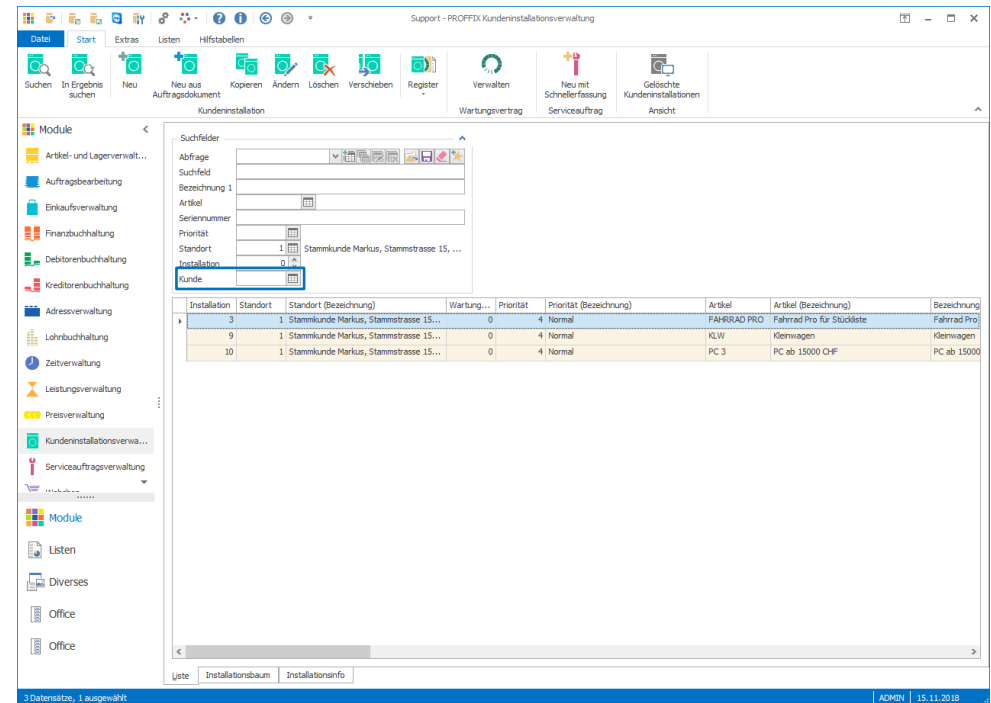 Support - PROFFIX Kundeninstallationsverwaltung
Datei Start Extras Listen Hilfstabellen
Suchen
In Ergebnis suchen
Neu
Neu aus Auftragsdokument
Kopieren
Ändern
Löschen
Verschieben
Register
Verwalten
Neu mit Schnellerfassung
Gelöschte Kundeninstallationen
Kundeninstallation Wartungsvertrag Serviceauftrag Ansicht
Module
Artikel- und Lagerverwalt...
Auftragsbearbeitung
Einkaufsverwaltung
Finanzbuchhaltung
Debitorenbuchhaltung
Kreditorenbuchhaltung
Adressverwaltung
Lohnbuchhaltung
Zeitverwaltung
Leistungsverwaltung
Preisverwaltung
Kundeninstallationsverwa...
Serviceauftragsverwaltung
Module
Listen
Diverses
Office
Office
Suchfelder
Abfrage
Suchfeld
Bezeichnung 1
Artikel
Seriennummer
Priorität
Standort 1 Stammkunde Markus, Stammstrasse 15, ...
Installation 0
Kunde
Installation Standort Standort (Bezeichnung) Wartung... Priorität Priorität (Bezeichnung) Artikel Artikel (Bezeichnung) Bezeichnung
3 1 Stammkunde Markus, Stammstrasse 15... 0 4 Normal FAHRRAD PRO Fahrrad Pro für Stückliste Fahrrad Pro
9 1 Stammkunde Markus, Stammstrasse 15... 0 4 Normal KLW Kleinwagen Kleinwagen
10 1 Stammkunde Markus, Stammstrasse 15... 0 4 Normal PC 3 PC ab 15000 CHF PC ab 15000
Liste Installationsbaum Installationsinfo
3 Datensätze, 1 ausgewählt ADMIN 15.11.2018